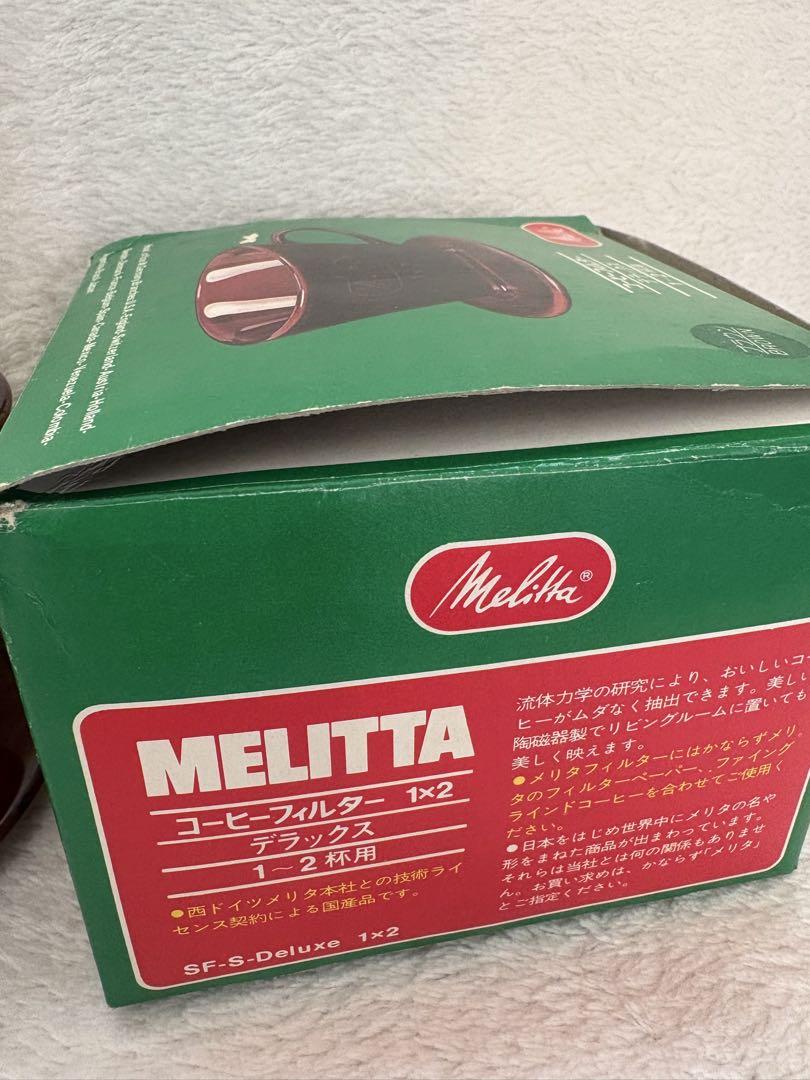 Melitta
ブラウン
BROWN
Melitta®
MELITTA
コーヒーフィルター 1×2
デラックス
1〜2杯用
●西ドイツメリタ本社との技術ライ
センス契約による国産品です。
SF-S-Deluxe 1×2
流体力学の研究により、おいしいコー
ヒーがムダなく抽出できます。美しい
陶磁器製でリビングルームに置いても
美しく映えます。
●メリタフィルターにはかならずメリ
タのフィルターペーパー、ファイング
ラインドコーヒーを合わせてご使用く
ださい。
●日本をはじめ世界中にメリタの名や
形をまねた商品が出まわっています。
それらは当社とは何の関係もありませ
ん。お買い求めは、かならず「メリタ」
とご指定ください。